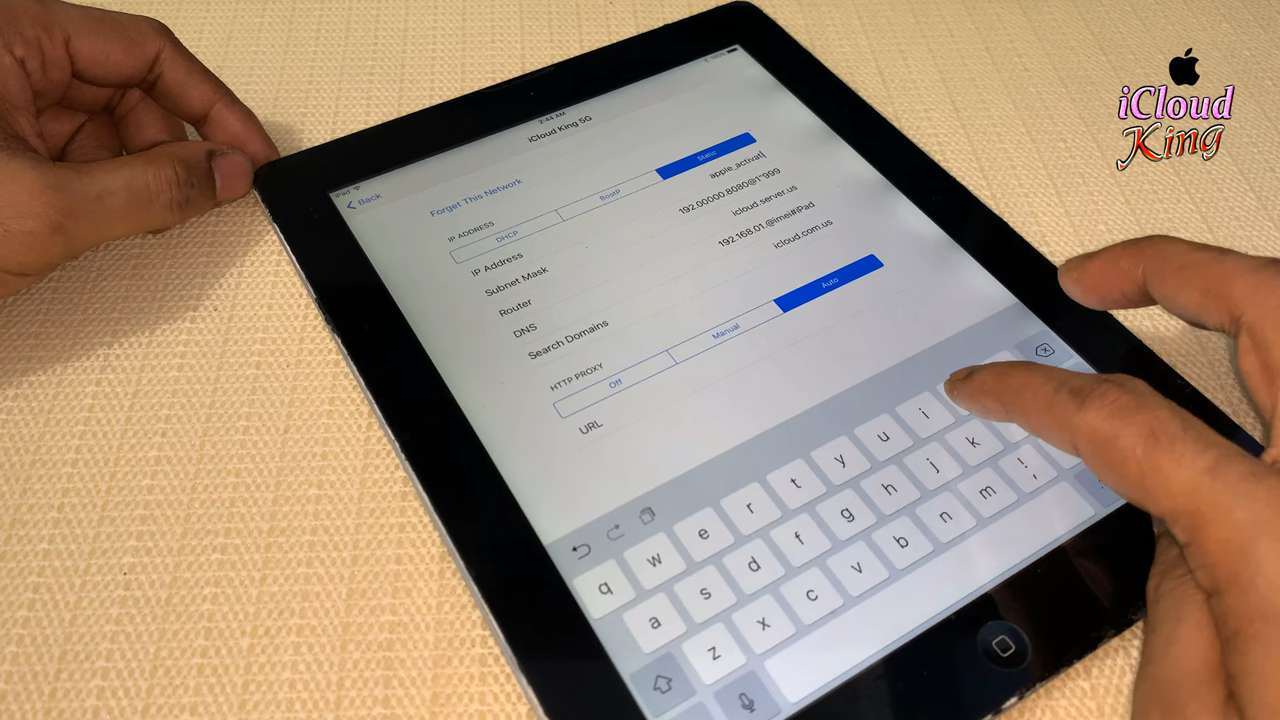 iCloud
King
iPad
2:44 AM
Back
iCloud King 5G
Forget This Network
IP ADDRESS
DHCP
BootP
Static
IP Address
apple_activat
Subnet Mask
192.00000.8080@1*999
Router
icloud.server.us
DNS
192.168.01.@imei#iPad
Search Domains
icloud.com.us
HTTP PROXY
Off
Manual
Auto
URL
q w e r t y u i
a s d f g h j k
z x c v b n m ! ,